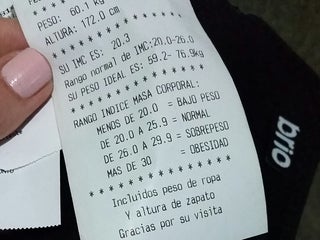 PESO: 60.1 kg
ALTURA: 172.0 cm
* * * * * * * * * * * * * * *
SU IMC ES: 20.3
Rango normal de IMC:20.0-26.0
SU PESO IDEAL ES: 59.2- 76.9kg
* * * * * * * * * * * * * * *
RANGO INDICE MASA CORPORAL:
MENOS DE 20.0 = BAJO PESO
DE 20.0 A 25.9 = NORMAL
DE 26.0 A 29.9 = SOBREPESO
MAS DE 30 = OBESIDAD
* * * * * * * * * * * * * * *
Incluidos peso de ropa
Y altura de zapato
Gracias por su visita
brio